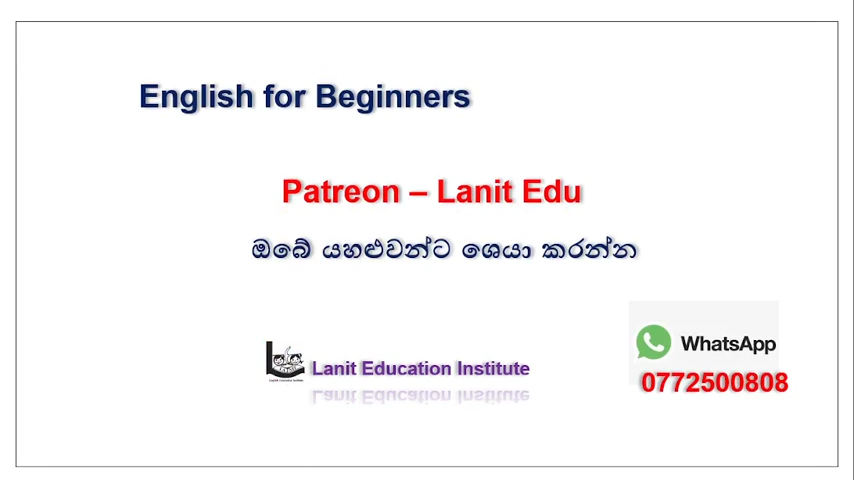 English for Beginners
Patreon – Lanit Edu
ඔබේ යහළුවන්ට ශෙයා කරන්න
WhatsApp
Lanit Education Institute
0772500808